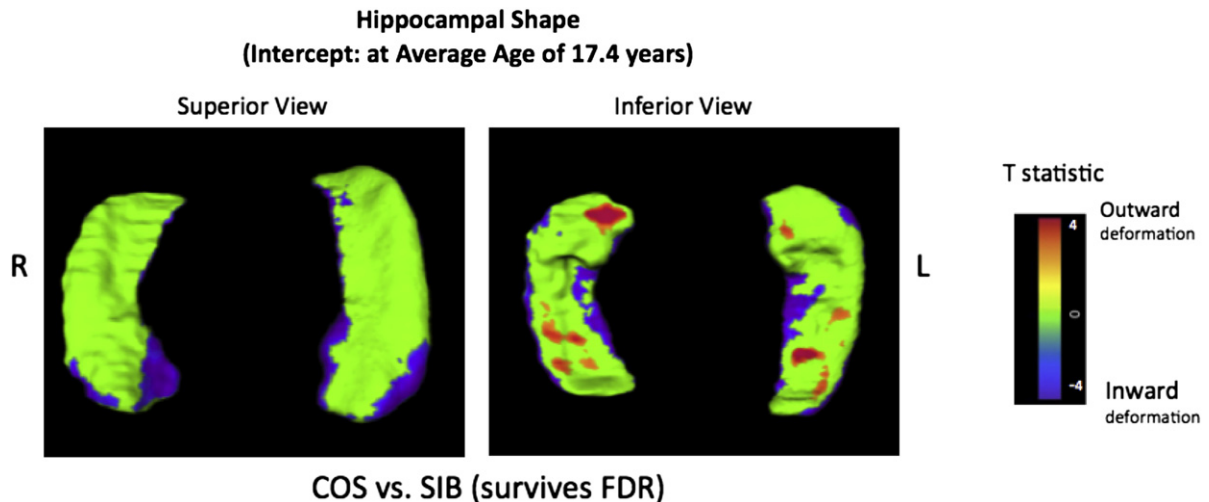 Hippocampal Shape
(Intercept: at Average Age of 17.4 years)
Superior View
Inferior View
R
L
T statistic
4
0
-4
Outward
deformation
Inward
deformation
COS vs. SIB (survives FDR)